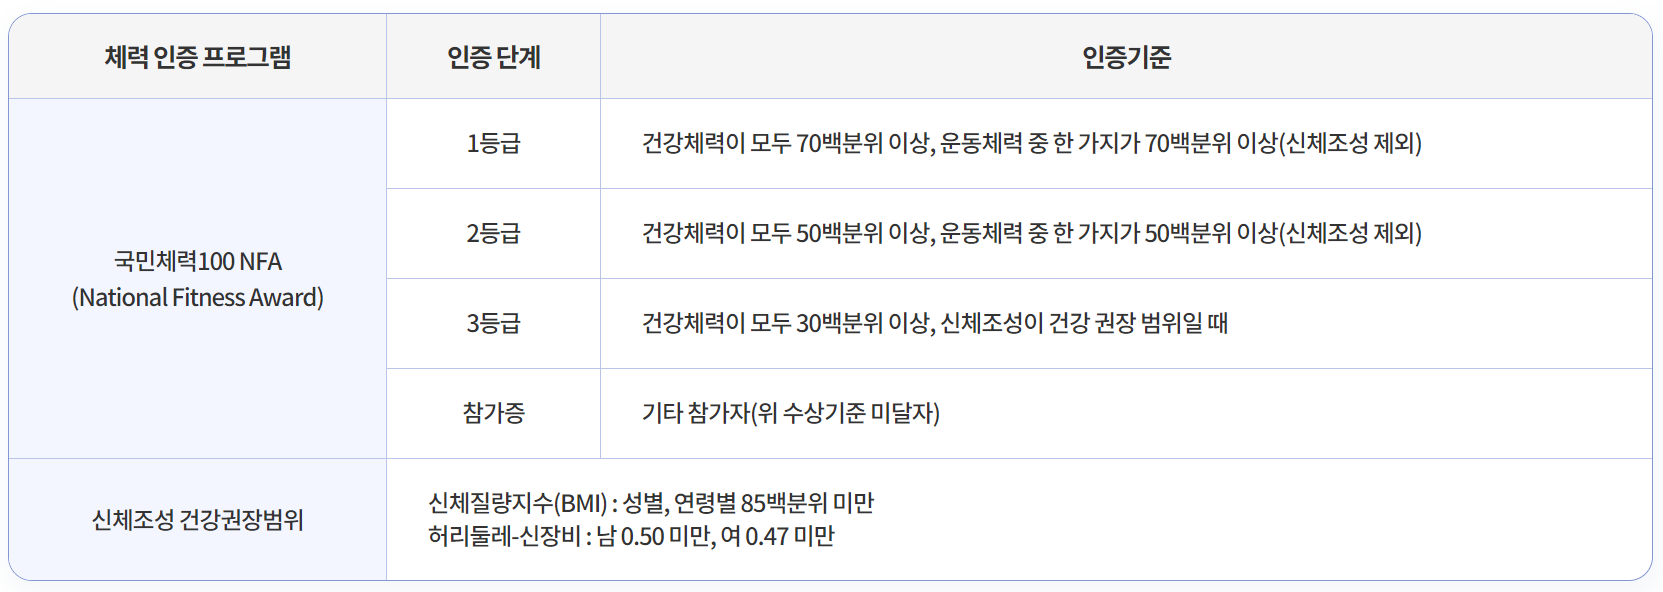 체력 인증 프로그램
인증 단계
인증기준
국민체력100 NFA
(National Fitness Award)
1등급
건강체력이 모두 70백분위 이상, 운동체력 중 한 가지가 70백분위 이상(신체조성 제외)
2등급
건강체력이 모두 50백분위 이상, 운동체력 중 한 가지가 50백분위 이상(신체조성 제외)
3등급
건강체력이 모두 30백분위 이상, 신체조성이 건강 권장 범위일 때
참가증
기타 참가자(위 수상기준 미달자)
신체조성 건강권장범위
신체질량지수(BMI) : 성별, 연령별 85백분위 미만
허리둘레-신장비 : 남 0.50 미만, 여 0.47 미만